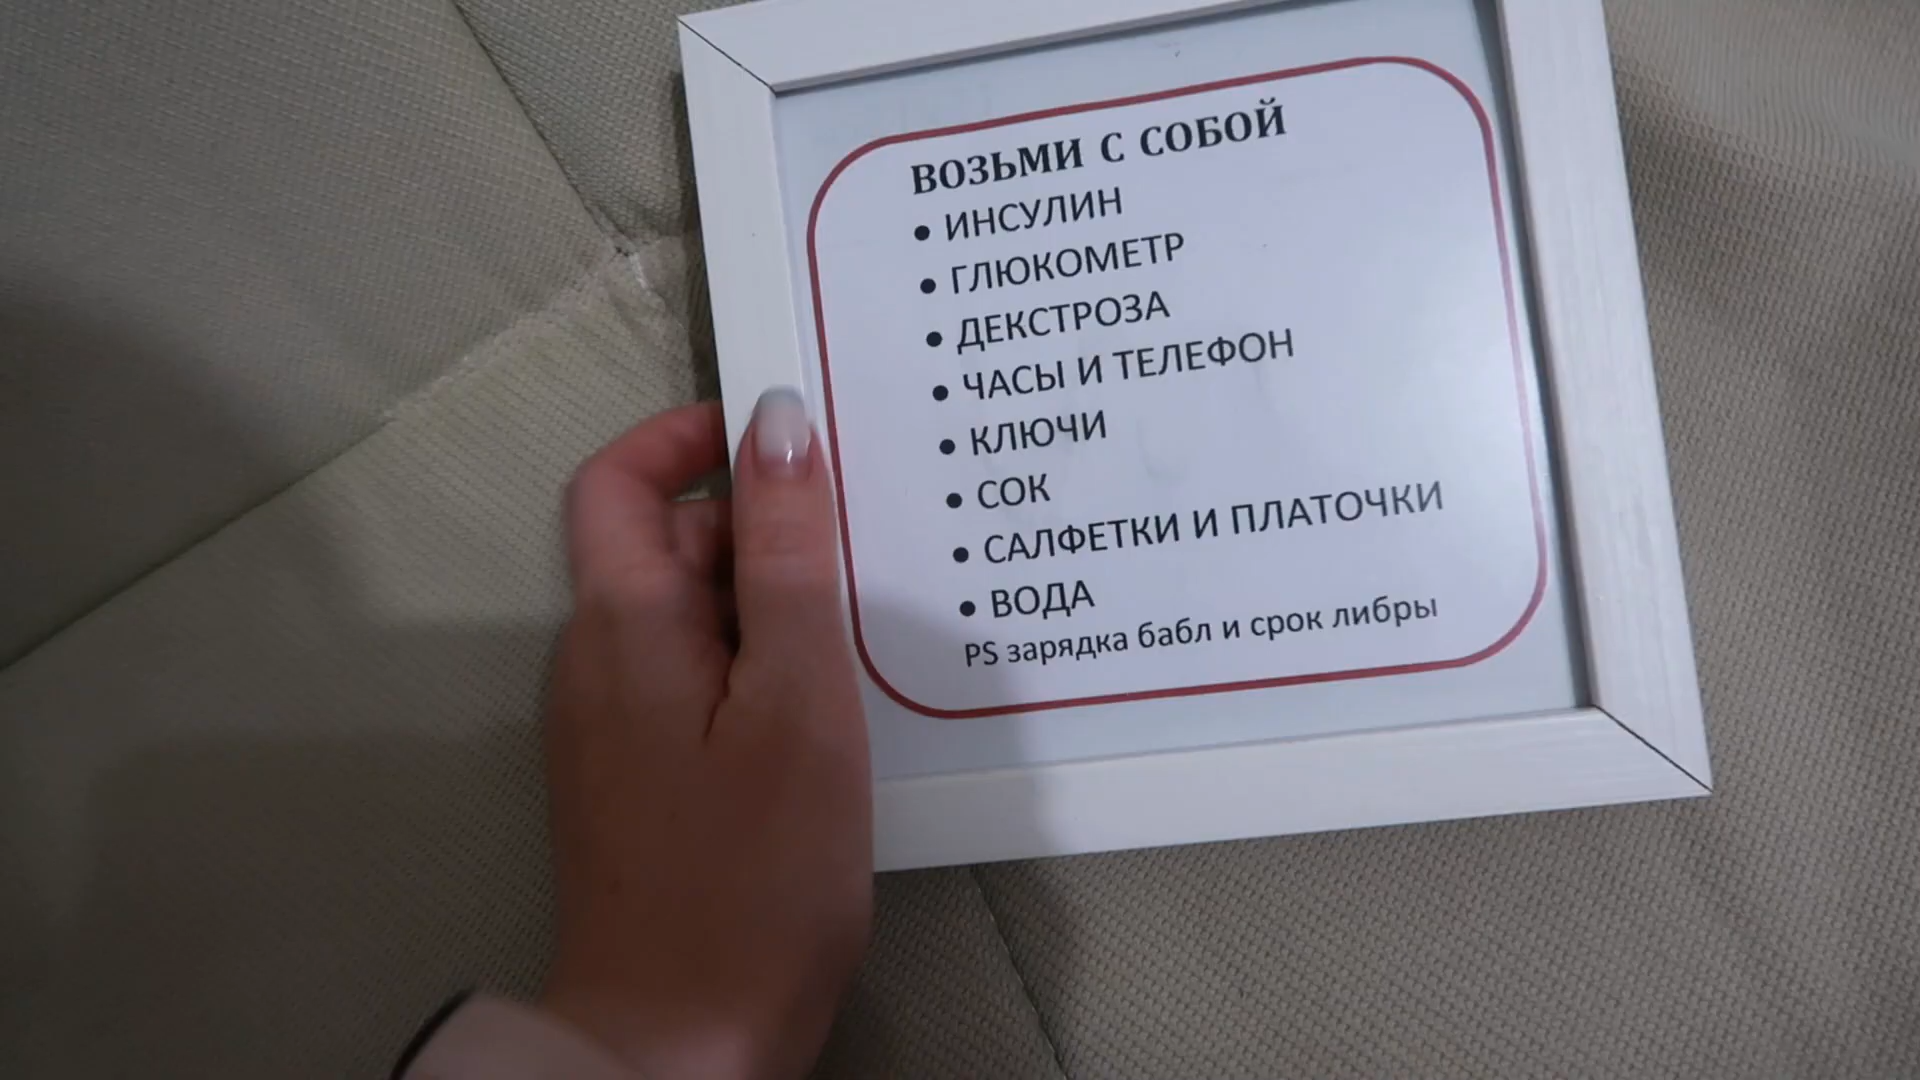 ВОЗЬМИ С СОБОЙ
• ИНСУЛИН
• ГЛЮКОМЕТР
• ДЕКСТРОЗА
• ЧАСЫ И ТЕЛЕФОН
• КЛЮЧИ
• СОК
• САЛФЕТКИ И ПЛАТОЧКИ
• ВОДА
PS зарядка бабл и срок либры